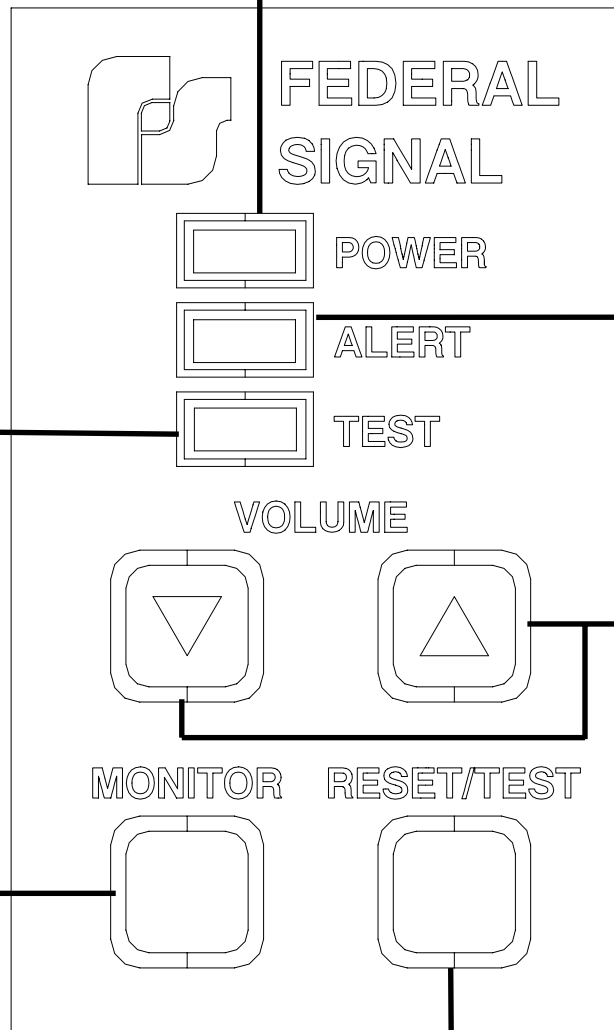 FEDERAL
SIGNAL
POWER
ALERT
TEST
VOLUME
MONITOR RESET/TEST